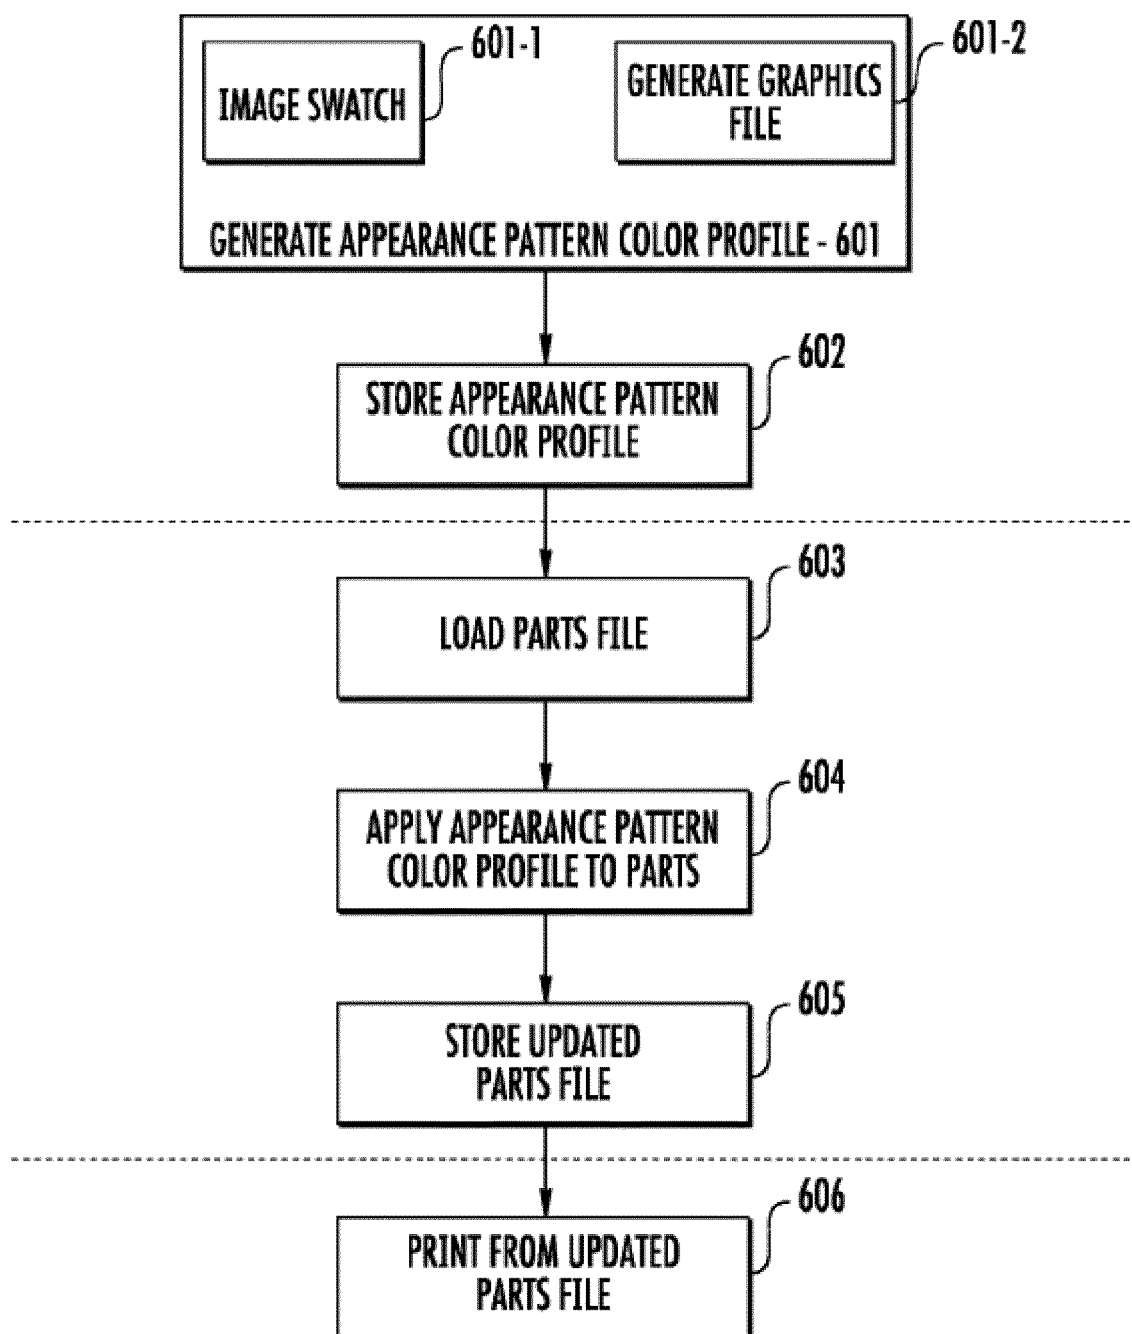 601-1
601-2
IMAGE SWATCH
GENERATE GRAPHICS
FILE
GENERATE APPEARANCE PATTERN COLOR PROFILE - 601
602
STORE APPEARANCE PATTERN
COLOR PROFILE
603
LOAD PARTS FILE
604
APPLY APPEARANCE PATTERN
COLOR PROFILE TO PARTS
605
STORE UPDATED
PARTS FILE
606
PRINT FROM UPDATED
PARTS FILE